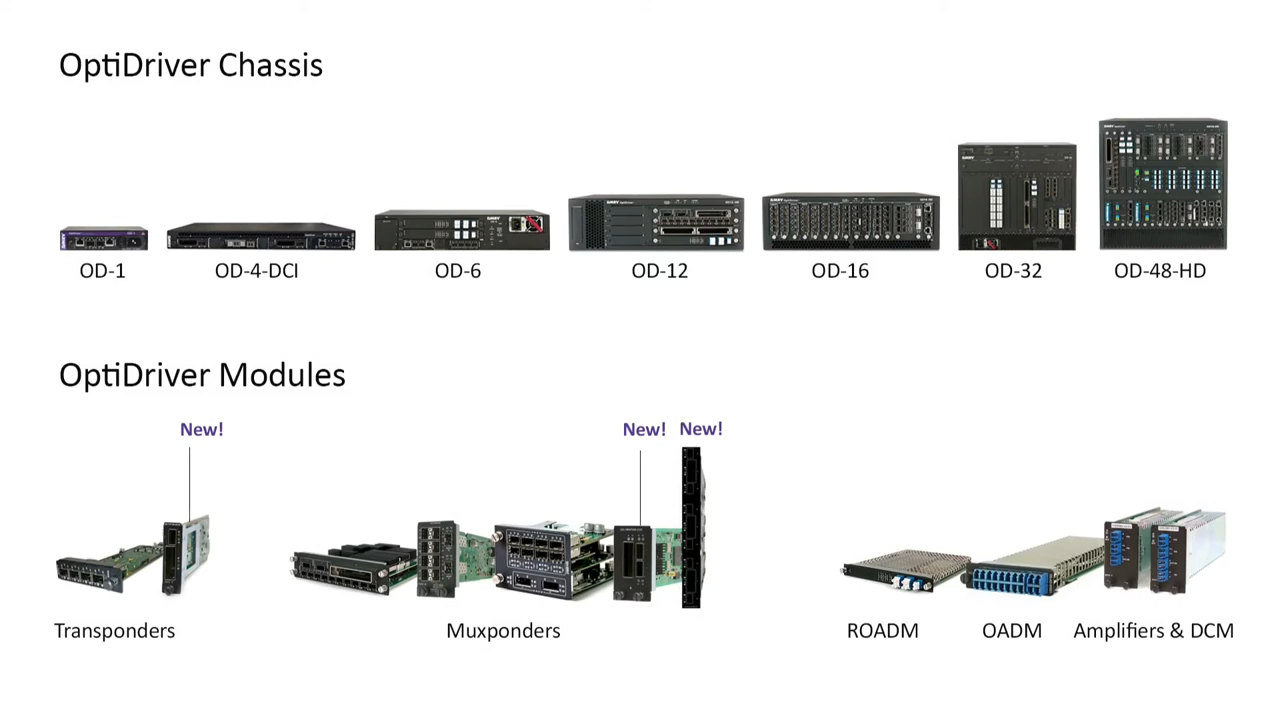 OptiDriver Chassis
OD-1
OD-4-DCI
OD-6
OD-12
OD-16
OD-32
OD-48-HD
OptiDriver Modules
New!
New!
New!
Transponders
Muxponders
ROADM
OADM
Amplifiers & DCM